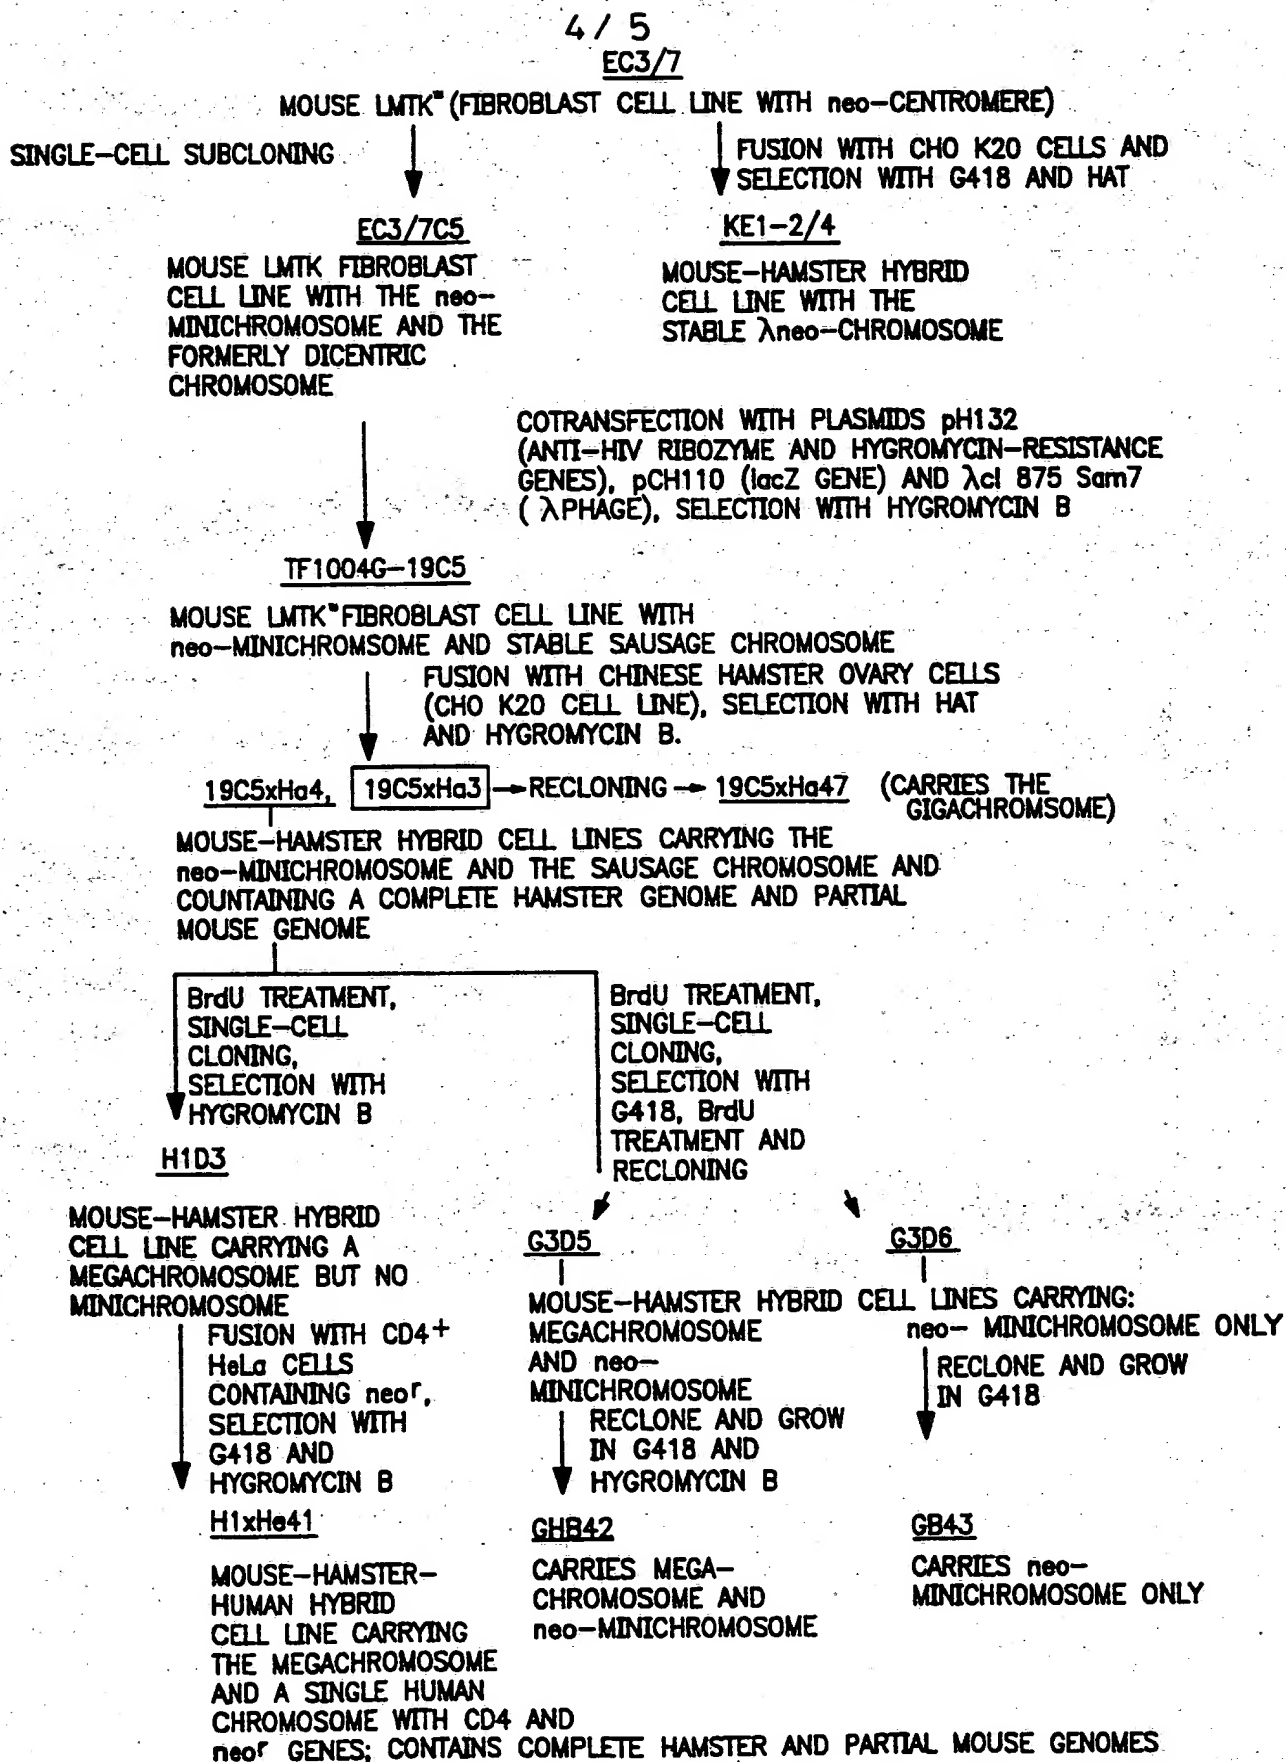 4/5
EC3/7
MOUSE LMTK⁻ (FIBROBLAST CELL LINE WITH neo-CENTROMERE)
SINGLE-CELL SUBCLONING
FUSION WITH CHO K20 CELLS AND
SELECTION WITH G418 AND HAT
EC3/7C5
MOUSE LMTK FIBROBLAST
CELL LINE WITH THE neo-
MINICHROMOSOME AND THE
FORMERLY DICENTRIC
CHROMOSOME
KE1-2/4
MOUSE-HAMSTER HYBRID
CELL LINE WITH THE
STABLE λneo-CHROMOSOME
COTRANSFECTION WITH PLASMIDS pH132
(ANTI-HIV RIBOZYME AND HYGROMYCIN-RESISTANCE
GENES), pCH110 (lacZ GENE) AND λcl 875 Sam7
( λPHAGE), SELECTION WITH HYGROMYCIN B
TF1004G-19C5
MOUSE LMTK⁻FIBROBLAST CELL LINE WITH
neo-MINICHROMSOME AND STABLE SAUSAGE CHROMOSOME
FUSION WITH CHINESE HAMSTER OVARY CELLS
(CHO K20 CELL LINE), SELECTION WITH HAT
AND HYGROMYCIN B.
19C5xHa4, 19C5xHa3 → RECLONING → 19C5xHa47 (CARRIES THE
GIGACHROMSOME)
MOUSE-HAMSTER HYBRID CELL LINES CARRYING THE
neo-MINICHROMOSOME AND THE SAUSAGE CHROMOSOME AND
COUNTAINING A COMPLETE HAMSTER GENOME AND PARTIAL
MOUSE GENOME
BrdU TREATMENT,
SINGLE-CELL
CLONING,
SELECTION WITH
HYGROMYCIN B
BrdU TREATMENT,
SINGLE-CELL
CLONING,
SELECTION WITH
G418, BrdU
TREATMENT AND
RECLONING
H1D3
MOUSE-HAMSTER HYBRID
CELL LINE CARRYING A
MEGACHROMOSOME BUT NO
MINICHROMOSOME
G3D5
G3D6
MOUSE-HAMSTER HYBRID CELL LINES CARRYING:
MEGACHROMOSOME
AND neo-
MINICHROMOSOME
neo- MINICHROMOSOME ONLY
FUSION WITH CD4+
HeLa CELLS
CONTAINING neoʳ,
SELECTION WITH
G418 AND
HYGROMYCIN B
RECLONE AND GROW
IN G418 AND
HYGROMYCIN B
RECLONE AND GROW
IN G418
H1xHe41
MOUSE-HAMSTER-
HUMAN HYBRID
CELL LINE CARRYING
THE MEGACHROMOSOME
AND A SINGLE HUMAN
CHROMOSOME WITH CD4 AND
neoʳ GENES; CONTAINS COMPLETE HAMSTER AND PARTIAL MOUSE GENOMES
GHB42
CARRIES MEGA-
CHROMOSOME AND
neo-MINICHROMOSOME
GB43
CARRIES neo-
MINICHROMOSOME ONLY